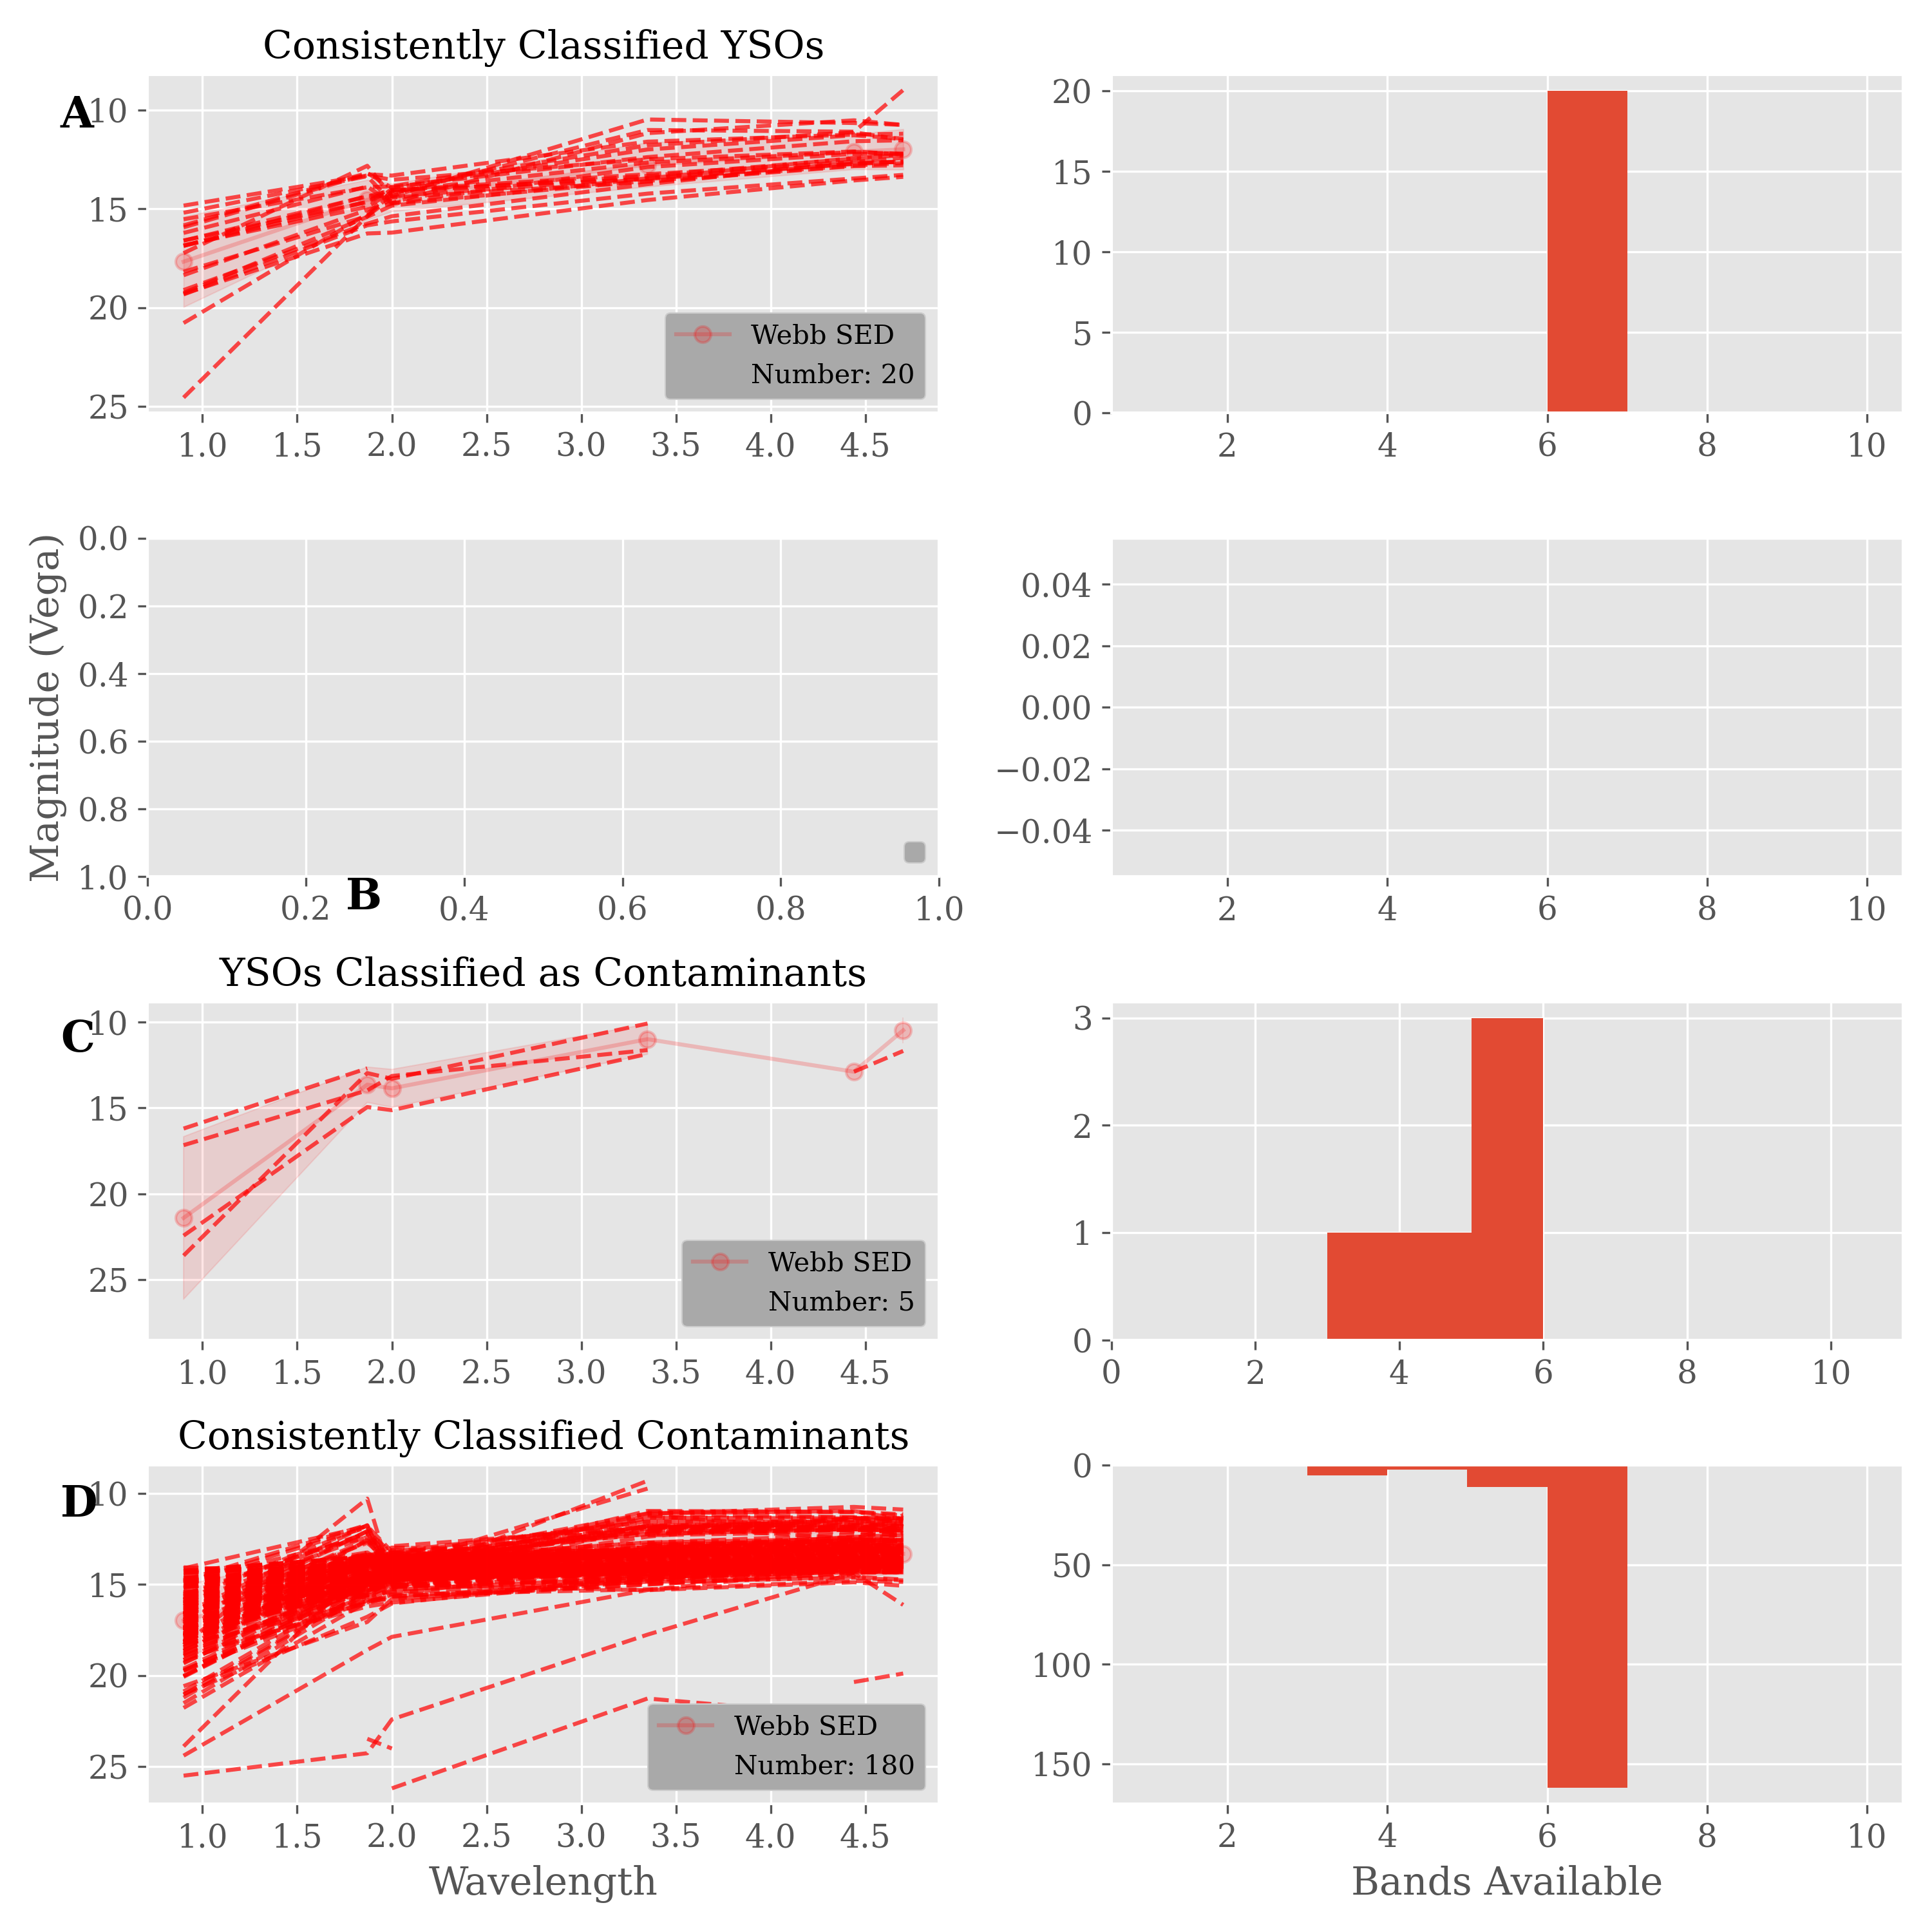 Consistently Classified YSOs
A
10
15
20
25
Webb SED
Number: 20
1.0 1.5 2.0 2.5 3.0 3.5 4.0 4.5
20
15
10
5
0
2 4 6 8 10
Magnitude (Vega)
0.0
0.2
0.4
0.6
0.8
1.0
0.0 0.2 0.4 0.6 0.8 1.0
B
0.04
0.02
0.00
−0.02
−0.04
2 4 6 8 10
YSOs Classified as Contaminants
C
10
15
20
25
Webb SED
Number: 5
1.0 1.5 2.0 2.5 3.0 3.5 4.0 4.5
3
2
1
0
0 2 4 6 8 10
Consistently Classified Contaminants
D
10
15
20
25
Webb SED
Number: 180
1.0 1.5 2.0 2.5 3.0 3.5 4.0 4.5
Wavelength
0
50
100
150
2 4 6 8 10
Bands Available